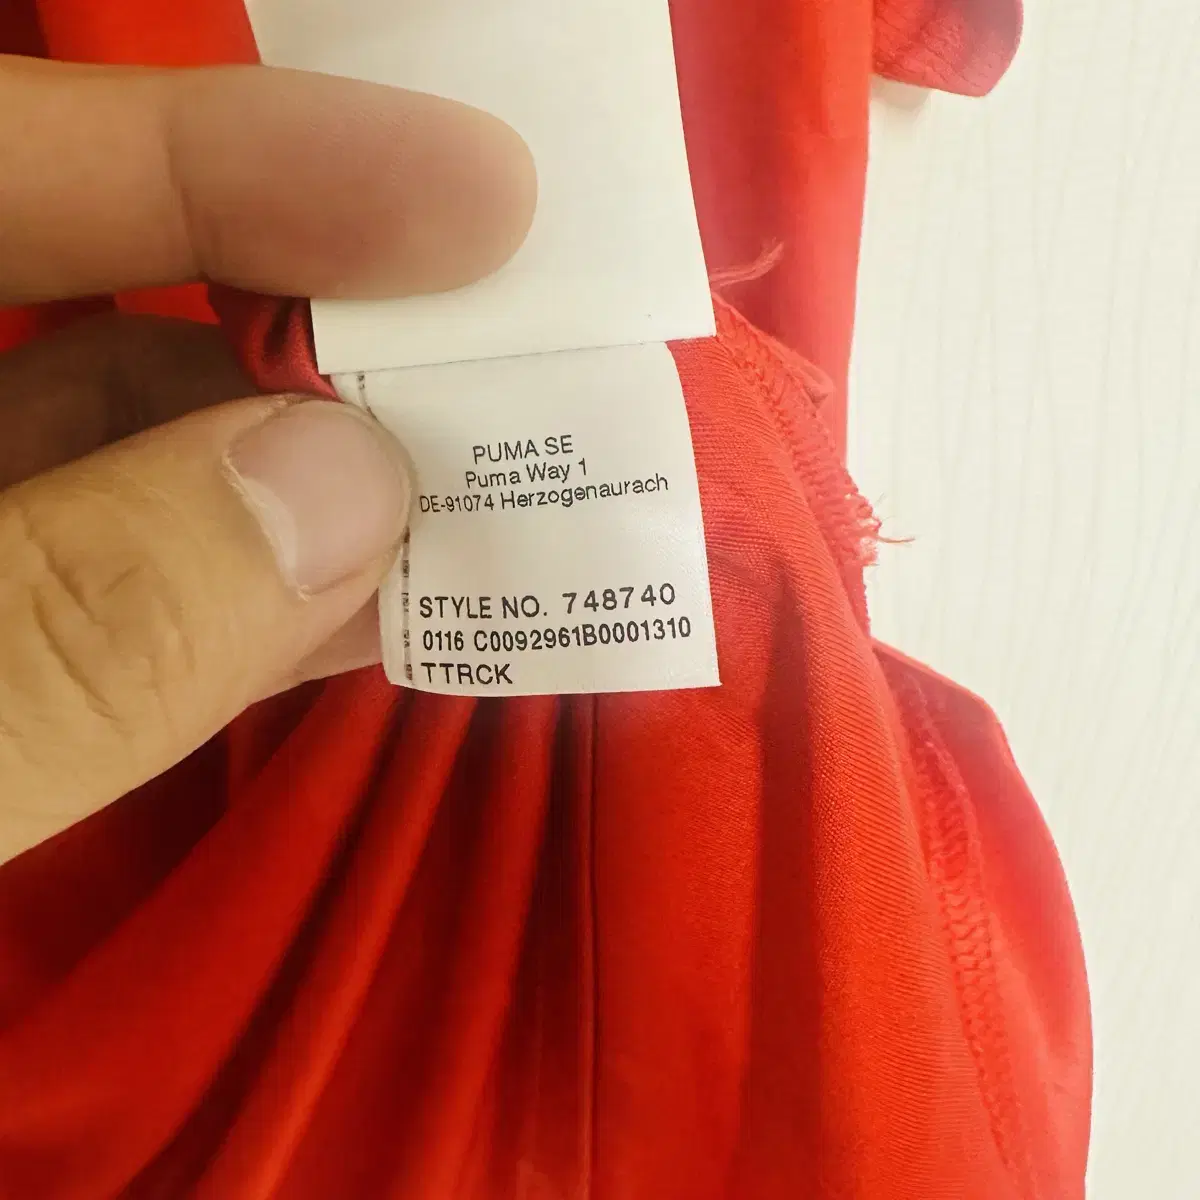 PUMA SE
Puma Way 1
DE-91074 Herzogenaurach
STYLE NO. 748740
0116 C0092961B0001310
TTRCK